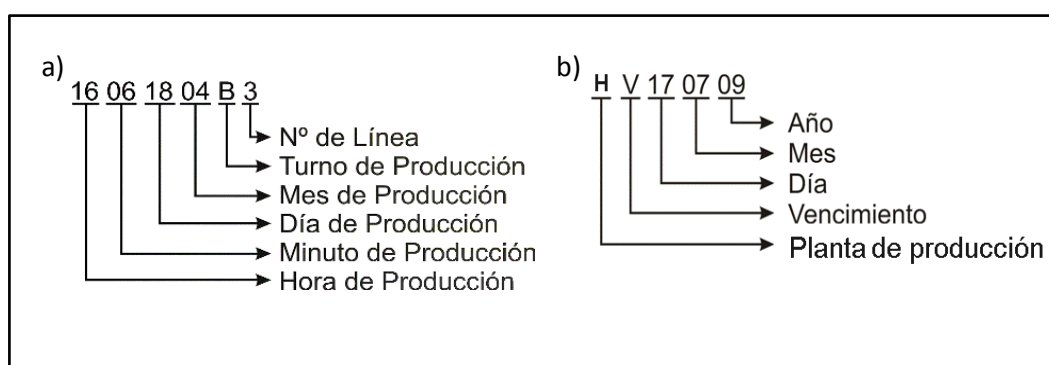 a)
16 06 18 04 B 3
Nº de Línea
Turno de Producción
Mes de Producción
Día de Producción
Minuto de Producción
Hora de Producción
b)
H V 17 07 09
Año
Mes
Día
Vencimiento
Planta de producción